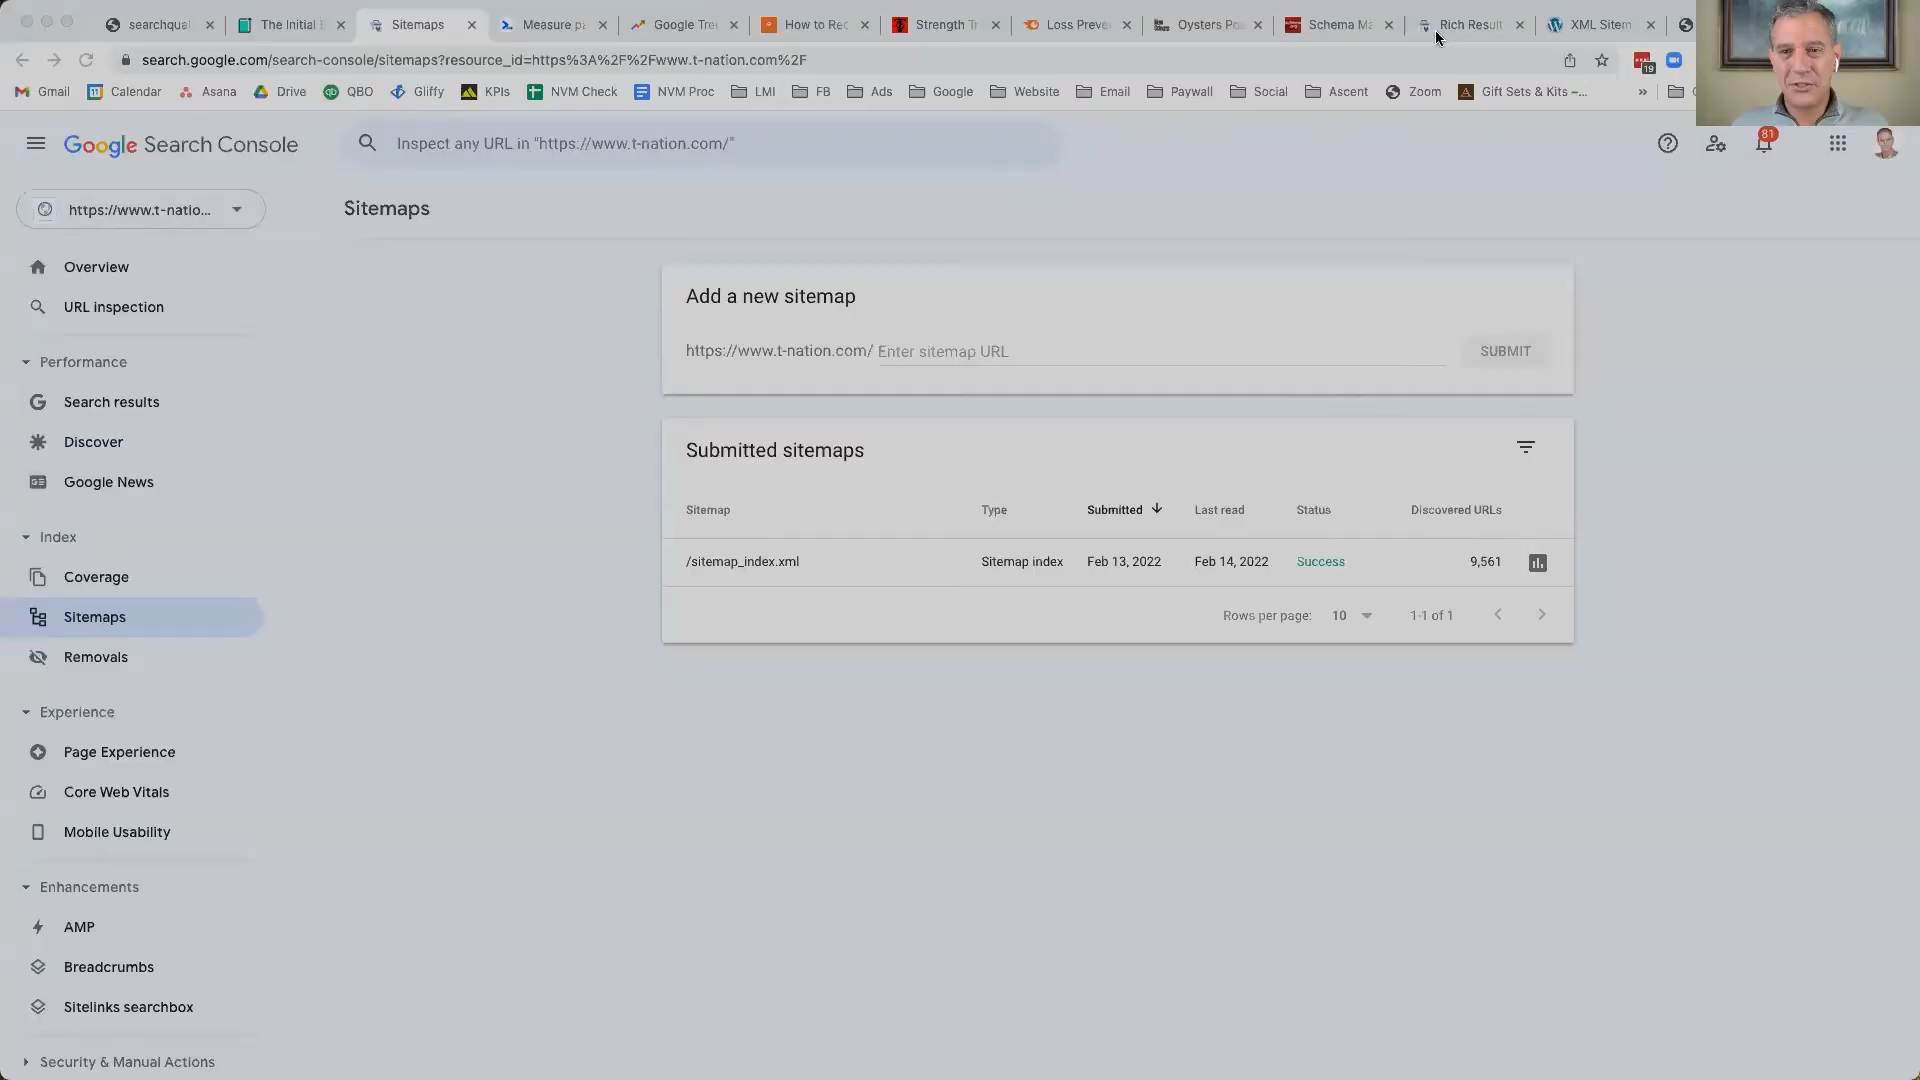 searchqual
The Initial E
Sitemaps
Measure pa
Google Tre
How to Rec
Strength Tr
Loss Preve
Oysters Po
Schema Ma
Rich Result
XML Sitem
search.google.com/search-console/sitemaps?resource_id=https%3A%2F%2Fwww.t-nation.com%2F
19
Gmail
Calendar
Asana
Drive
QBO
Gliffy
KPIs
NVM Check
NVM Proc
LMI
FB
Ads
Google
Website
Email
Paywall
Social
Ascent
Zoom
Gift Sets & Kits –...
»
Google Search Console
Inspect any URL in "https://www.t-nation.com/"
81
https://www.t-natio...
Sitemaps
Overview
URL inspection
Performance
Search results
Discover
Google News
Index
Coverage
Sitemaps
Removals
Experience
Page Experience
Core Web Vitals
Mobile Usability
Enhancements
AMP
Breadcrumbs
Sitelinks searchbox
Security & Manual Actions
Add a new sitemap
https://www.t-nation.com/ Enter sitemap URL
SUBMIT
Submitted sitemaps
Sitemap Type Submitted Last read Status Discovered URLs
/sitemap_index.xml Sitemap index Feb 13, 2022 Feb 14, 2022 Success 9,561
Rows per page: 10 1-1 of 1